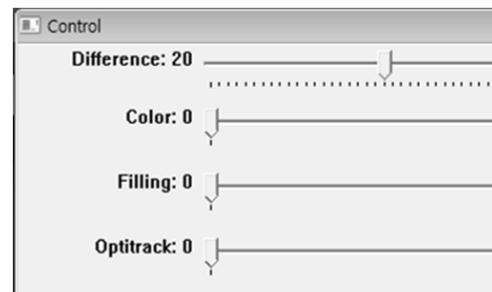 Control
Difference: 20
Color: 0
Filling: 0
Optitrack: 0